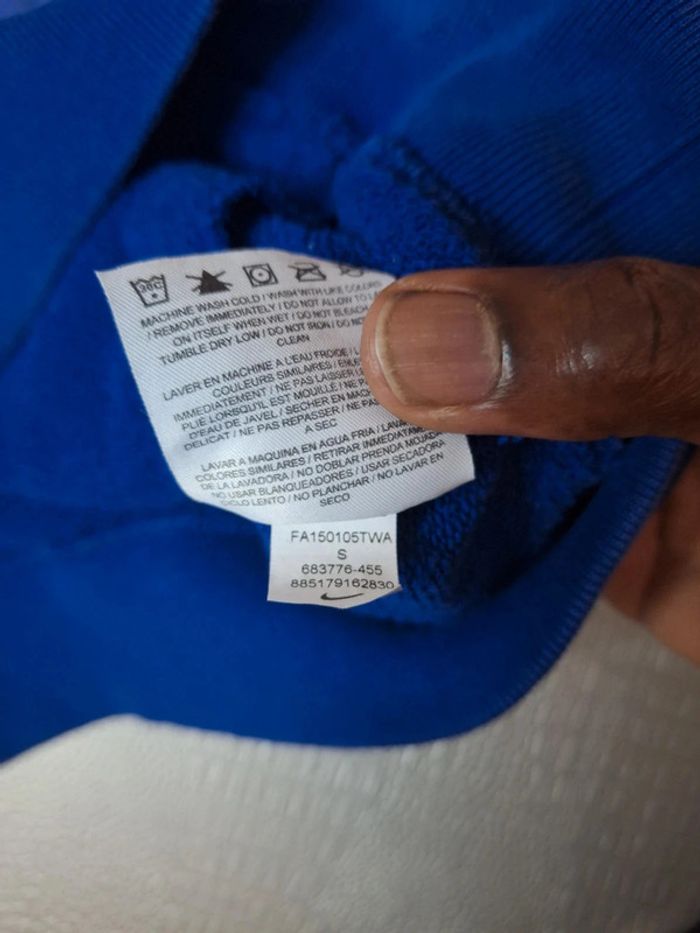 30C
MACHINE WASH COLD / WASH WITH LIKE COLORS
/ REMOVE IMMEDIATELY / DO NOT ALLOW TO
ON ITSELF WHEN WET / DO NOT BLEACH
TUMBLE DRY LOW / DO NOT IRON / DO NOT
CLEAN
LAVER EN MACHINE A L'EAU FROIDE /
COULEURS SIMILAIRES /
IMMEDIATEMENT / NE PAS LAISSER
PLIE LORSQU'IL EST MOUILLE / NE
D'EAU DE JAVEL / SECHER EN
DELICAT / NE PAS REPASSER / NE PAS
A SEC
LAVAR A MAQUINA EN AGUA FRIA /
COLORES SIMILARES / RETIRAR
DE LA LAVADORA / NO DOBLAR PRENDA MOJADA
NO USAR BLANQUEADORES / USAR SECADORA
CICLO LENTO / NO PLANCHAR / NO LAVAR EN
SECO
FA150105TWA
S
683776-455
885179162830